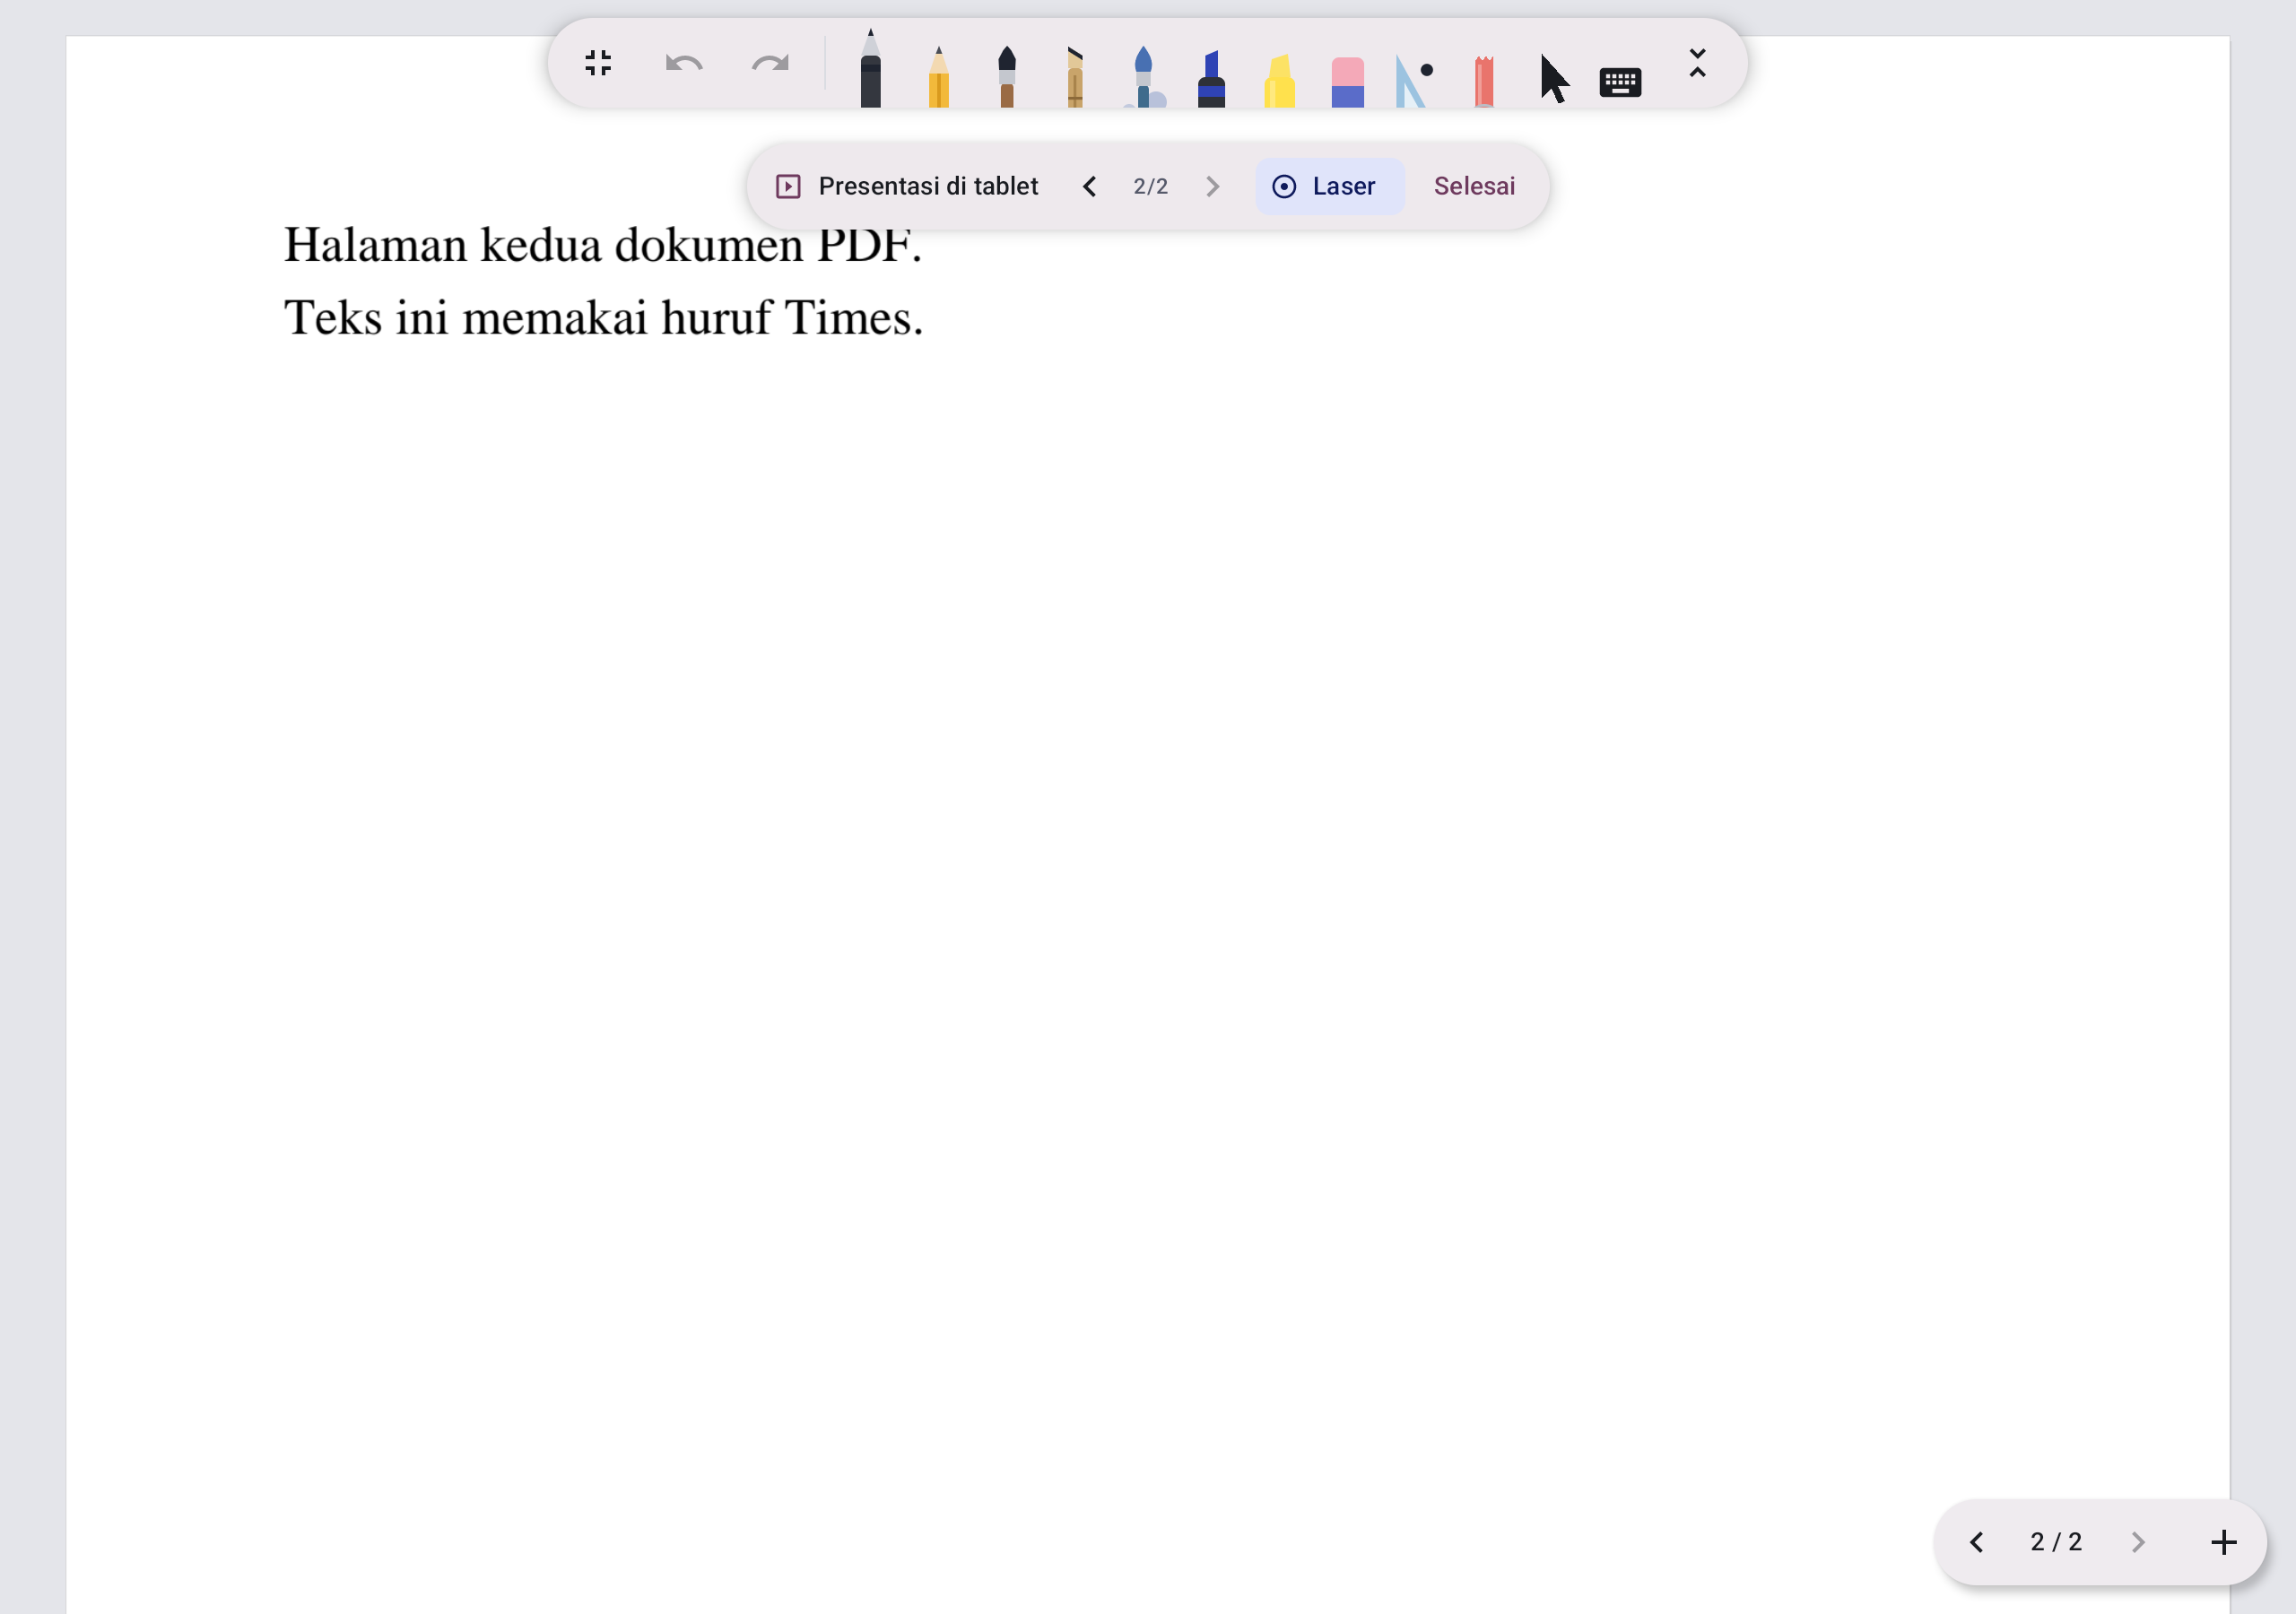 Presentasi di tablet 2/2 Laser Selesai
Halaman kedua dokumen PDF.
Teks ini memakai huruf Times.
2 / 2